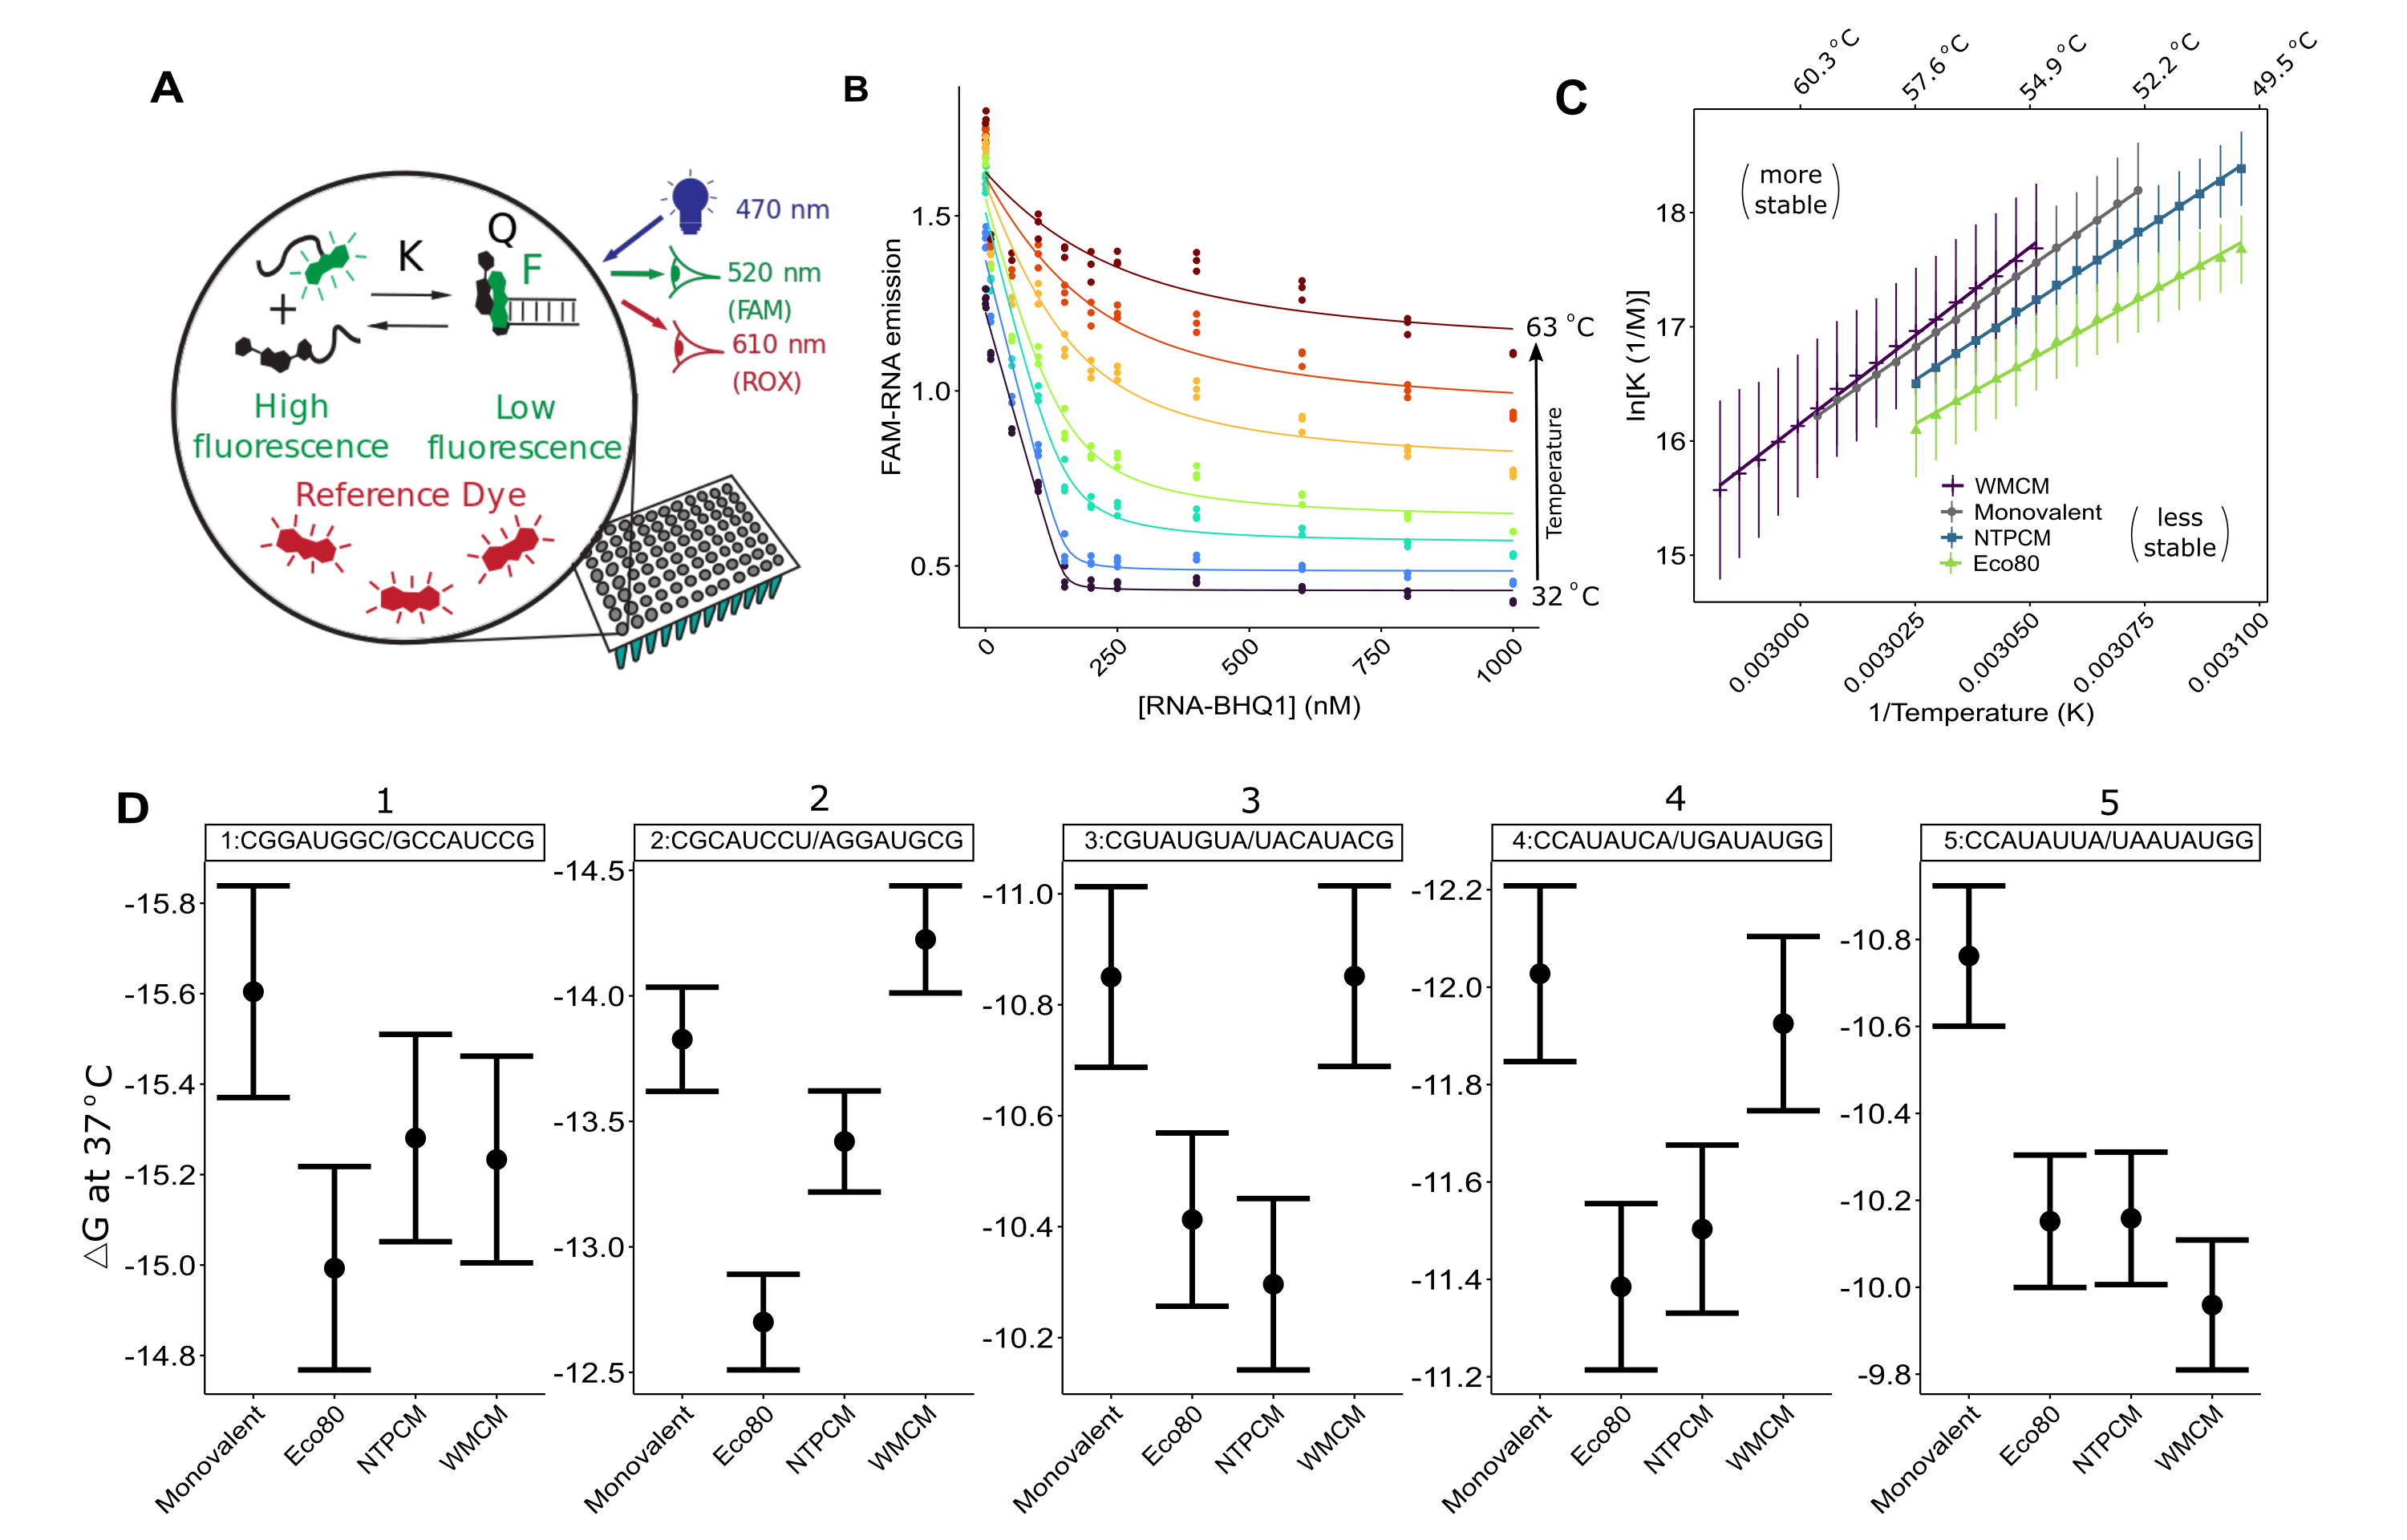 A
K
Q
F
+
High
fluorescence
Low
fluorescence
Reference Dye
470 nm
520 nm
(FAM)
610 nm
(ROX)
B
FAM-RNA emission
1.5
1.0
0.5
0
250
500
750
1000
[RNA-BHQ1] (nM)
63 °C
Temperature
32 °C
C
60.3 °C
57.6 °C
54.9 °C
52.2 °C
49.5 °C
ln[K (1/M)]
18
17
16
15
(more
stable)
WMCM
Monovalent
NTPCM
Eco80
(less
stable)
0.003000
0.003025
0.003050
0.003075
0.003100
1/Temperature (K)
D
△G at 37°C
1
1:CGGAUGGC/GCCAUCCG
-15.8
-15.6
-15.4
-15.2
-15.0
-14.8
Monovalent
Eco80
NTPCM
WMCM
2
2:CGCAUCCU/AGGAUGCG
-14.5
-14.0
-13.5
-13.0
-12.5
Monovalent
Eco80
NTPCM
WMCM
3
3:CGUAUGUA/UACAUACG
-11.0
-10.8
-10.6
-10.4
-10.2
Monovalent
Eco80
NTPCM
WMCM
4
4:CCAUAUCA/UGAUAUGG
-12.2
-12.0
-11.8
-11.6
-11.4
-11.2
Monovalent
Eco80
NTPCM
WMCM
5
5:CCAUAUUA/UAAUAUGG
-10.8
-10.6
-10.4
-10.2
-10.0
-9.8
Monovalent
Eco80
NTPCM
WMCM